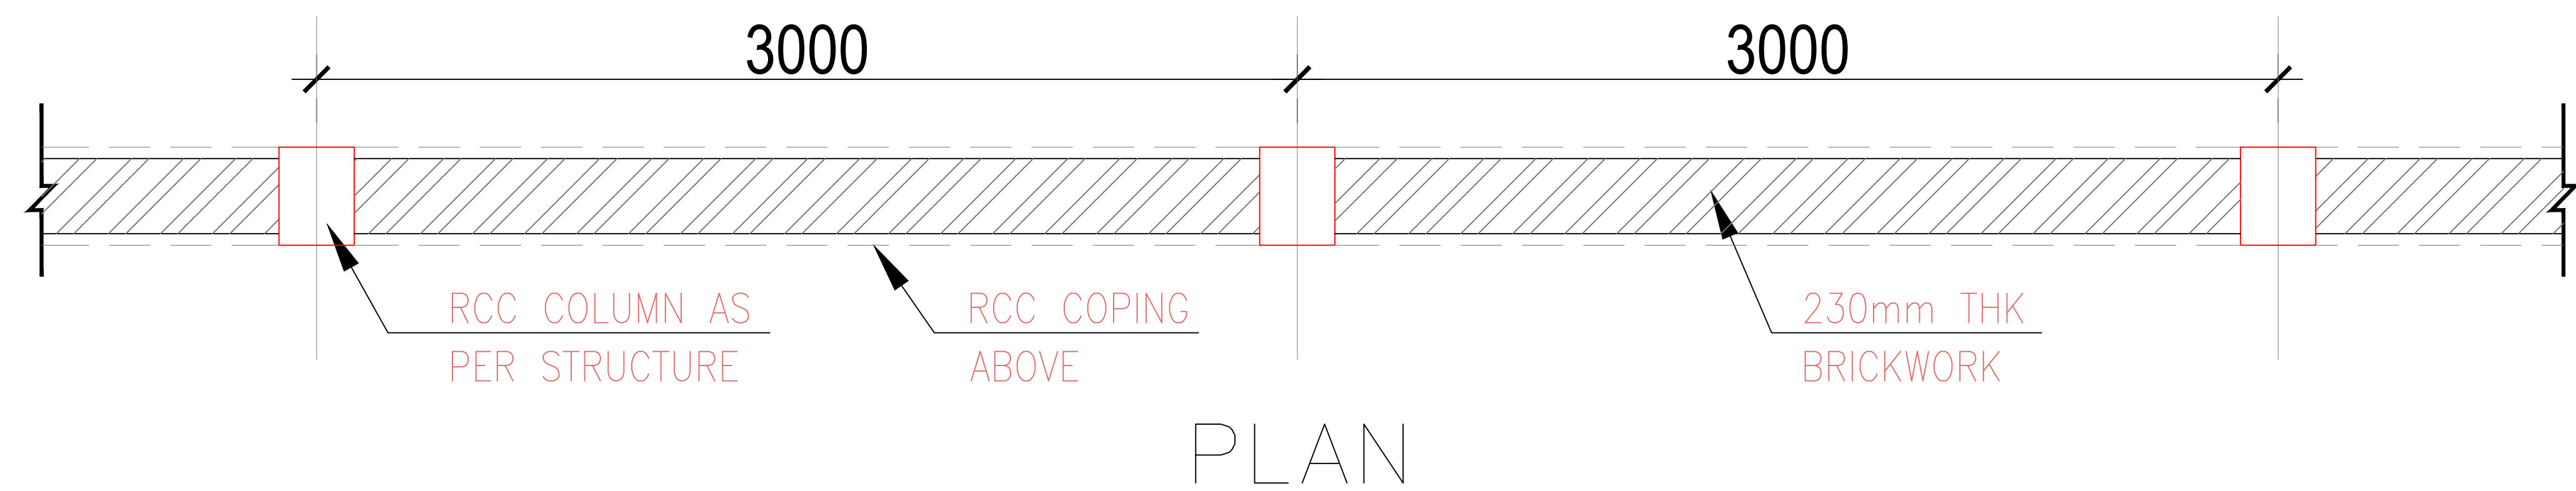 3000
3000
RCC COLUMN AS
PER STRUCTURE
RCC COPING
ABOVE
230mm THK
BRICKWORK
PLAN